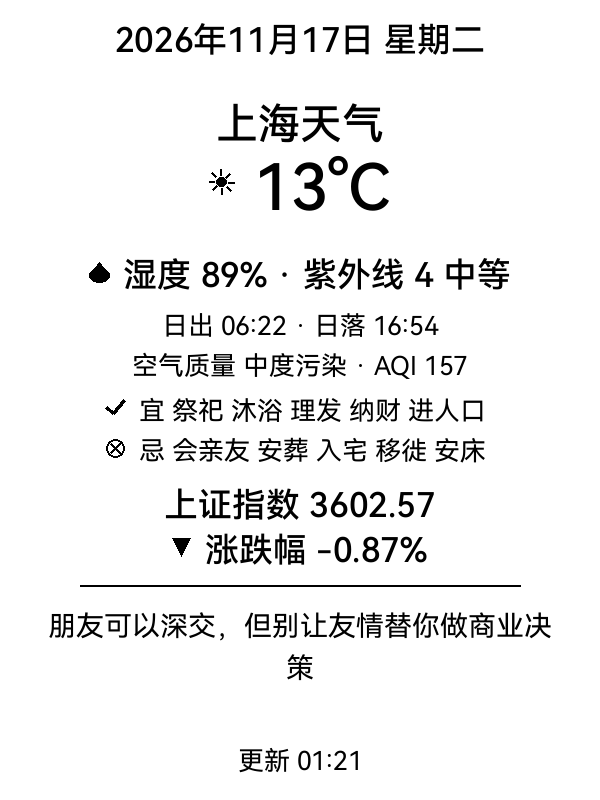 2026年11月17日 星期二
上海天气
13°C
湿度 89% · 紫外线 4 中等
日出 06:22 · 日落 16:54
空气质量 中度污染 · AQI 157
宜 祭祀 沐浴 理发 纳财 进人口
忌 会亲友 安葬 入宅 移徙 安床
上证指数 3602.57
涨跌幅 -0.87%
朋友可以深交，但别让友情替你做商业决
策
更新 01:21